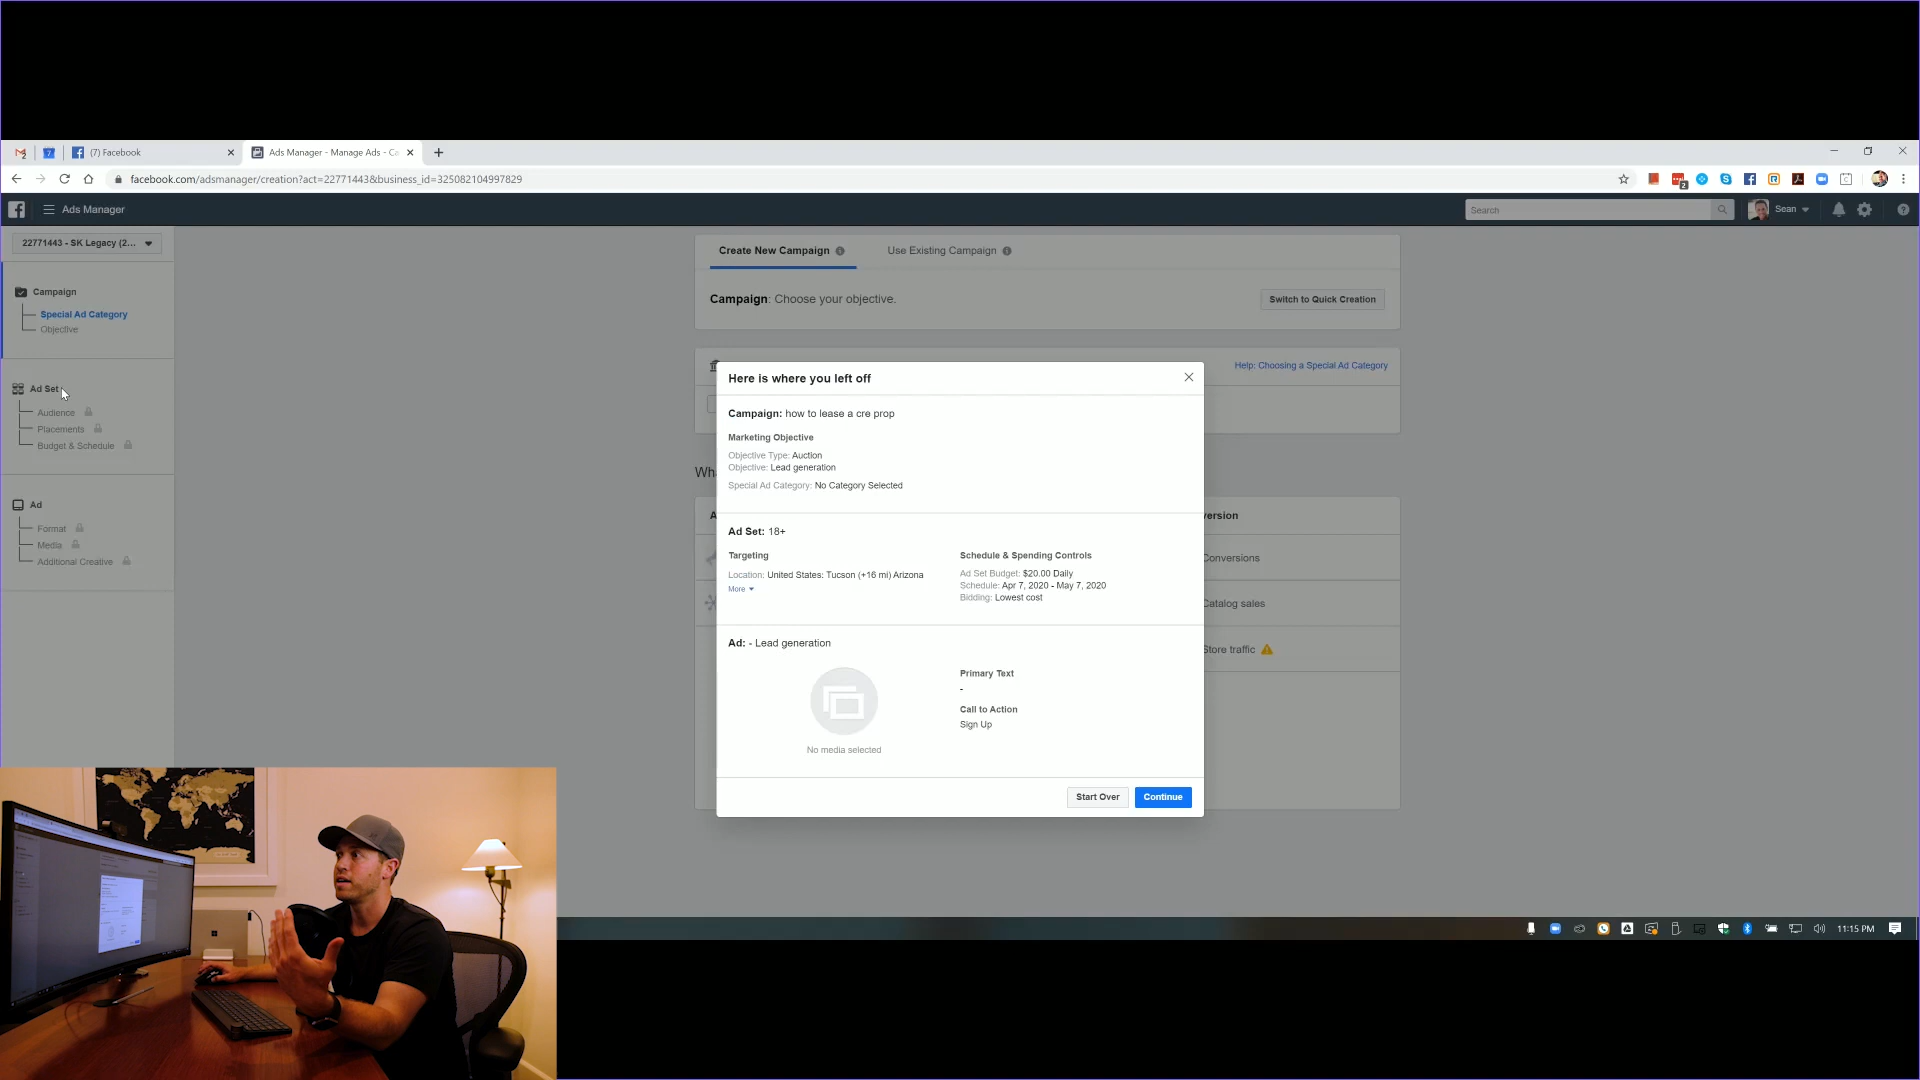 (7) Facebook
Ads Manager - Manage Ads - C
facebook.com/adsmanager/creation?act=22771443&business_id=325082104997829
Ads Manager
Search
Sean
22771443 - SK Legacy (2...
Campaign
Special Ad Category
Objective
Ad Set
Audience
Placements
Budget & Schedule
Ad
Format
Media
Additional Creative
Create New Campaign
Use Existing Campaign
Campaign: Choose your objective.
Switch to Quick Creation
Help: Choosing a Special Ad Category
Wh
A
version
Conversions
Catalog sales
Store traffic
Here is where you left off
Campaign: how to lease a cre prop
Marketing Objective
Objective Type: Auction
Objective: Lead generation
Special Ad Category: No Category Selected
Ad Set: 18+
Targeting
Location: United States: Tucson (+16 mi) Arizona
More
Schedule & Spending Controls
Ad Set Budget: $20.00 Daily
Schedule: Apr 7, 2020 - May 7, 2020
Bidding: Lowest cost
Ad: - Lead generation
No media selected
Primary Text
-
Call to Action
Sign Up
Start Over
Continue
11:15 PM